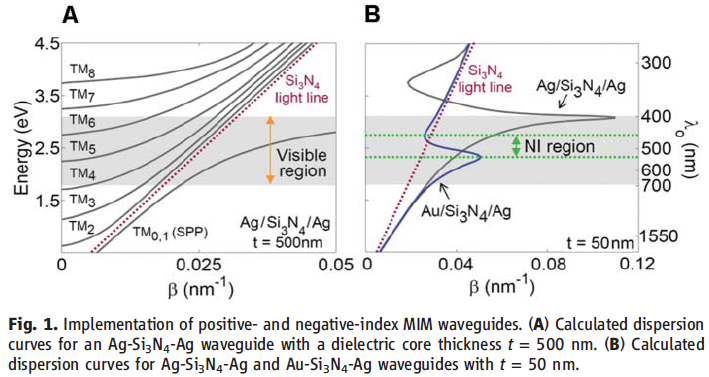 A
B
4.5
3.5
2.5
1.5
Energy (eV)
TM8
TM7
TM6
TM5
TM4
TM3
TM2
Si3N4
light line
Visible
region
TM0,1 (SPP)
Ag/Si3N4/Ag
t = 500nm
0
0.025
0.05
β (nm-1)
Si3N4
light line
Ag/Si3N4/Ag
NI region
Au/Si3N4/Ag
t = 50nm
300
400
500
600
700
1550
λo (nm)
0
0.04
0.08
0.12
β (nm-1)
Fig. 1. Implementation of positive- and negative-index MIM waveguides. (A) Calculated dispersion
curves for an Ag-Si3N4-Ag waveguide with a dielectric core thickness t = 500 nm. (B) Calculated
dispersion curves for Ag-Si3N4-Ag and Au-Si3N4-Ag waveguides with t = 50 nm.